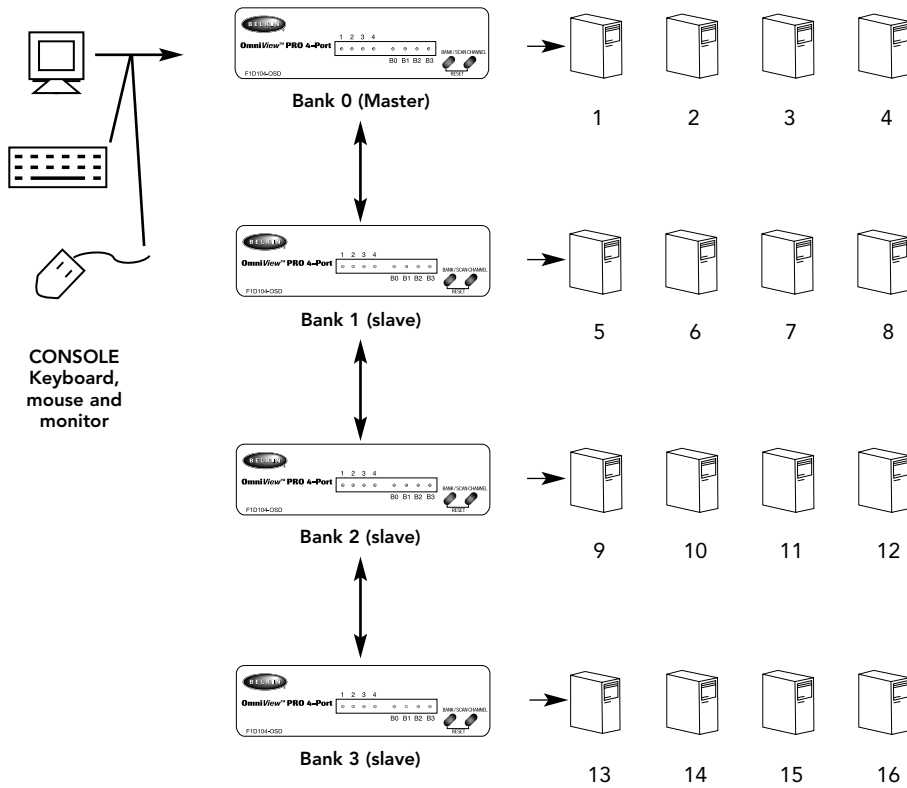 BELKIN
1 2 3 4
OmniView™ PRO 4-Port
BANK/SCAN CHANNEL
B0 B1 B2 B3
RESET
F1D104-OSD
Bank 0 (Master)
1 2 3 4
BELKIN
1 2 3 4
OmniView™ PRO 4-Port
BANK/SCAN CHANNEL
B0 B1 B2 B3
RESET
F1D104-OSD
Bank 1 (slave)
5 6 7 8
CONSOLE
Keyboard,
mouse and
monitor
BELKIN
1 2 3 4
OmniView™ PRO 4-Port
BANK/SCAN CHANNEL
B0 B1 B2 B3
RESET
F1D104-OSD
Bank 2 (slave)
9 10 11 12
BELKIN
1 2 3 4
OmniView™ PRO 4-Port
BANK/SCAN CHANNEL
B0 B1 B2 B3
RESET
F1D104-OSD
Bank 3 (slave)
13 14 15 16